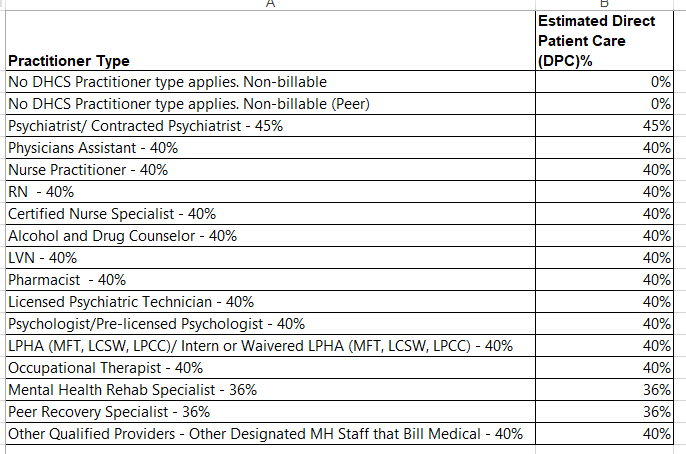 A B
Practitioner Type Estimated Direct
Patient Care
(DPC)%
No DHCS Practitioner type applies. Non-billable 0%
No DHCS Practitioner type applies. Non-billable (Peer) 0%
Psychiatrist/ Contracted Psychiatrist - 45% 45%
Physicians Assistant - 40% 40%
Nurse Practitioner - 40% 40%
RN - 40% 40%
Certified Nurse Specialist - 40% 40%
Alcohol and Drug Counselor - 40% 40%
LVN - 40% 40%
Pharmacist - 40% 40%
Licensed Psychiatric Technician - 40% 40%
Psychologist/Pre-licensed Psychologist - 40% 40%
LPHA (MFT, LCSW, LPCC)/ Intern or Waivered LPHA (MFT, LCSW, LPCC) - 40% 40%
Occupational Therapist - 40% 40%
Mental Health Rehab Specialist - 36% 36%
Peer Recovery Specialist - 36% 36%
Other Qualified Providers - Other Designated MH Staff that Bill Medical - 40% 40%